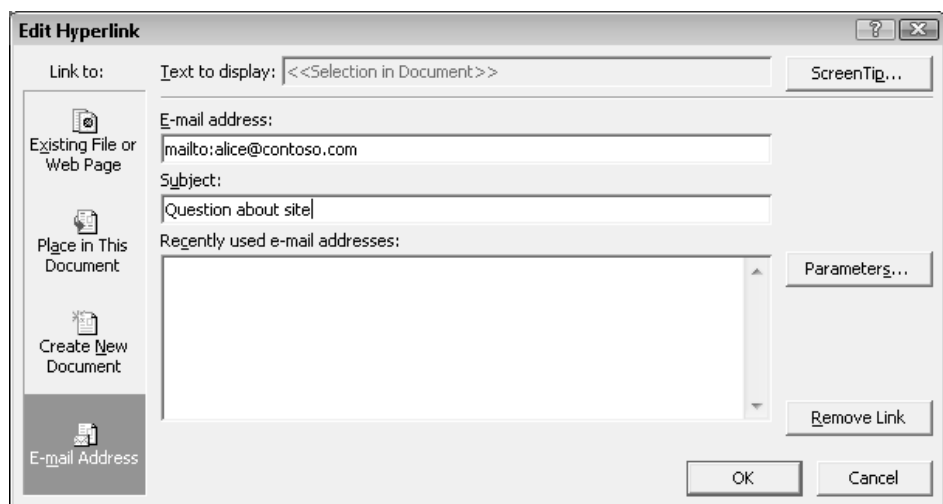 Edit Hyperlink
?
Link to:
Text to display: <<Selection in Document>>
ScreenTip...
Existing File or
Web Page
Place in This
Document
Create New
Document
E-mail Address
E-mail address:
mailto:alice@contoso.com
Subject:
Question about site
Recently used e-mail addresses:
Parameters...
Remove Link
OK
Cancel